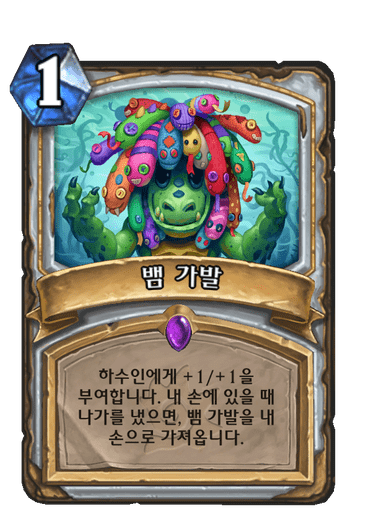 1
뱀 가발
하수인에게 +1/+1을
부여합니다. 내 손에 있을 때
나가를 냈으면, 뱀 가발을 내
손으로 가져옵니다.